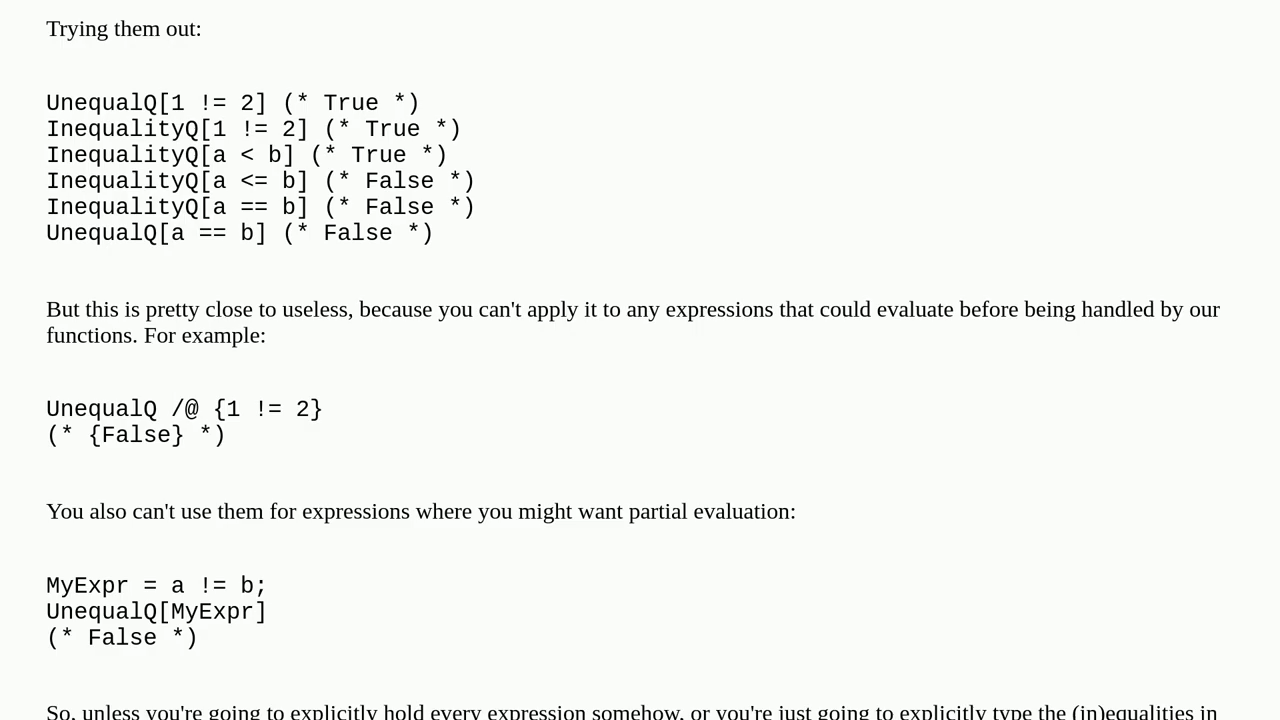 Trying them out:
UnequalQ[1 != 2] (* True *)
InequalityQ[1 != 2] (* True *)
InequalityQ[a < b] (* True *)
InequalityQ[a <= b] (* False *)
InequalityQ[a == b] (* False *)
UnequalQ[a == b] (* False *)
But this is pretty close to useless, because you can't apply it to any expressions that could evaluate before being handled by our
functions. For example:
UnequalQ /@ {1 != 2}
(* {False} *)
You also can't use them for expressions where you might want partial evaluation:
MyExpr = a != b;
UnequalQ[MyExpr]
(* False *)
So, unless you're going to explicitly hold every expression somehow, or you're just going to explicitly type the (in)equalities in